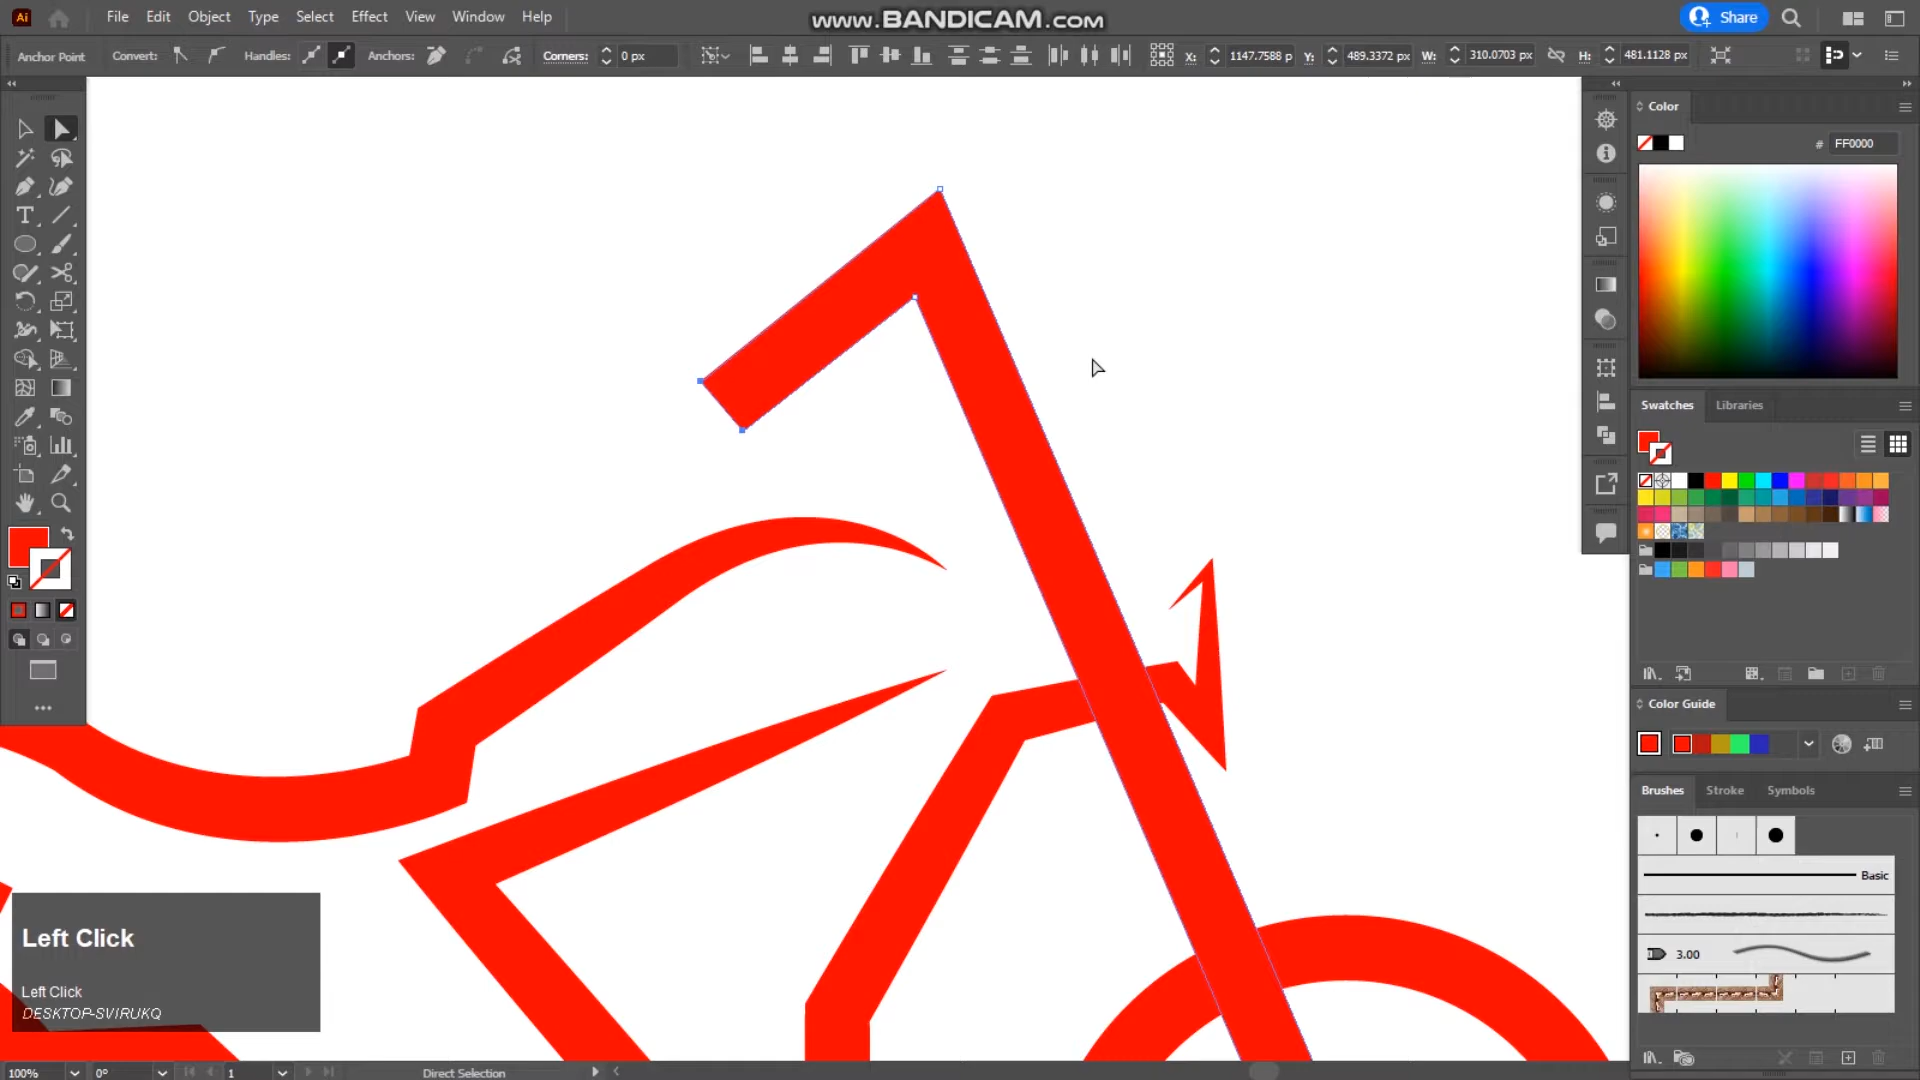 Ai File Edit Object Type Select Effect View Window Help
www.BANDICAM.com
Share
Anchor Point Convert: Handles: Anchors: Corners: 0 px X: 1147.7588 p Y: 489.3372 px W: 310.0703 px H: 481.1128 px
Color
# FF0000
Swatches Libraries
Color Guide
Brushes Stroke Symbols
Basic
3.00
Left Click
Left Click
DESKTOP-SVIRUKQ
100% 0° 1 Direct Selection